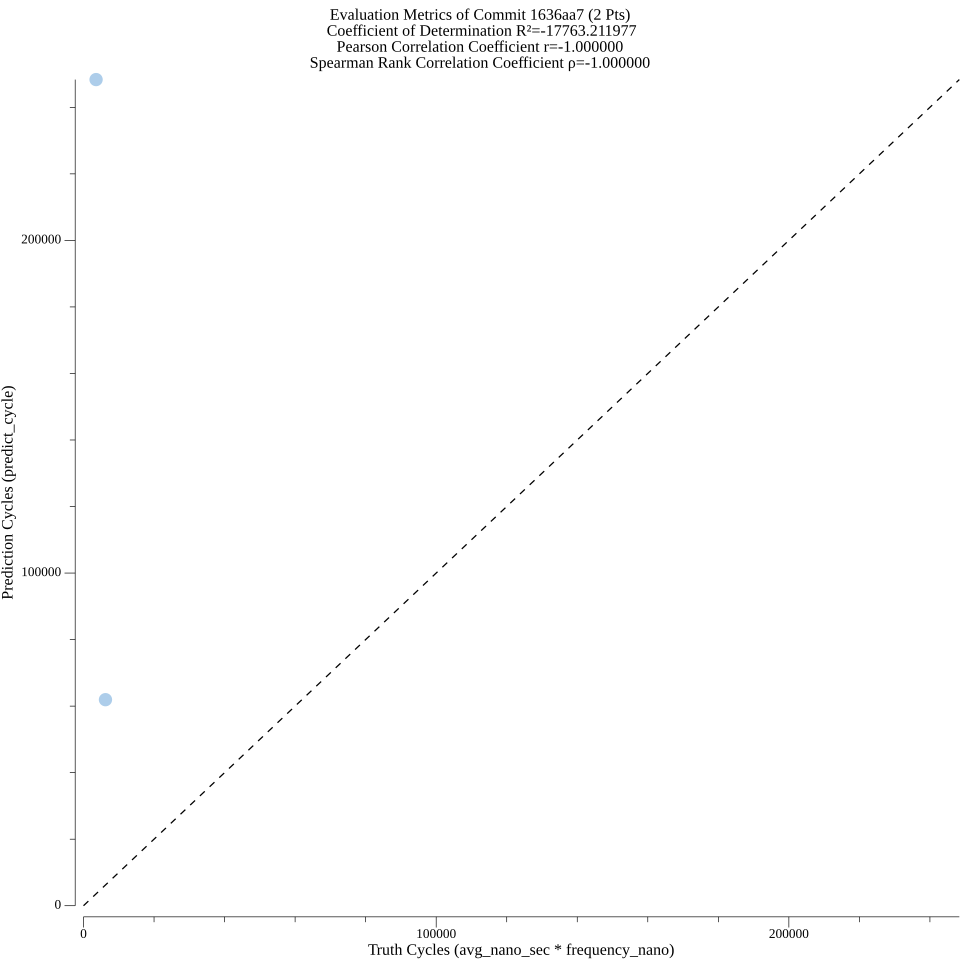 Evaluation Metrics of Commit 1636aa7 (2 Pts)
Coefficient of Determination R²=-17763.211977
Pearson Correlation Coefficient r=-1.000000
Spearman Rank Correlation Coefficient ρ=-1.000000
200000
100000
0
Prediction Cycles (predict_cycle)
0
100000
200000
Truth Cycles (avg_nano_sec * frequency_nano)